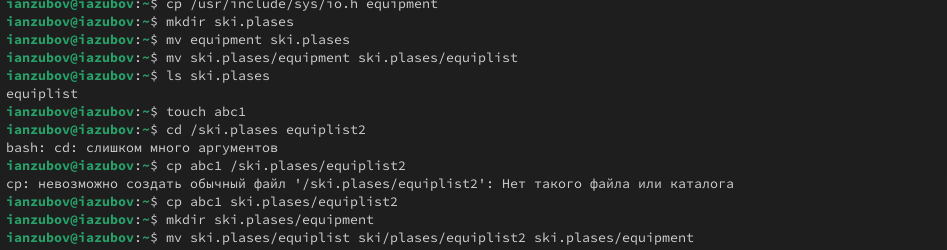 ianzubov@iazubov:~$ cp /usr/include/sys/io.h equipment
ianzubov@iazubov:~$ mkdir ski.plases
ianzubov@iazubov:~$ mv equipment ski.plases
ianzubov@iazubov:~$ mv ski.plases/equipment ski.plases/equiplist
ianzubov@iazubov:~$ ls ski.plases
equiplist
ianzubov@iazubov:~$ touch abc1
ianzubov@iazubov:~$ cd /ski.plases equiplist2
bash: cd: слишком много аргументов
ianzubov@iazubov:~$ cp abc1 /ski.plases/equiplist2
cp: невозможно создать обычный файл '/ski.plases/equiplist2': Нет такого файла или каталога
ianzubov@iazubov:~$ cp abc1 ski.plases/equiplist2
ianzubov@iazubov:~$ mkdir ski.plases/equipment
ianzubov@iazubov:~$ mv ski.plases/equiplist ski/plases/equiplist2 ski.plases/equipment